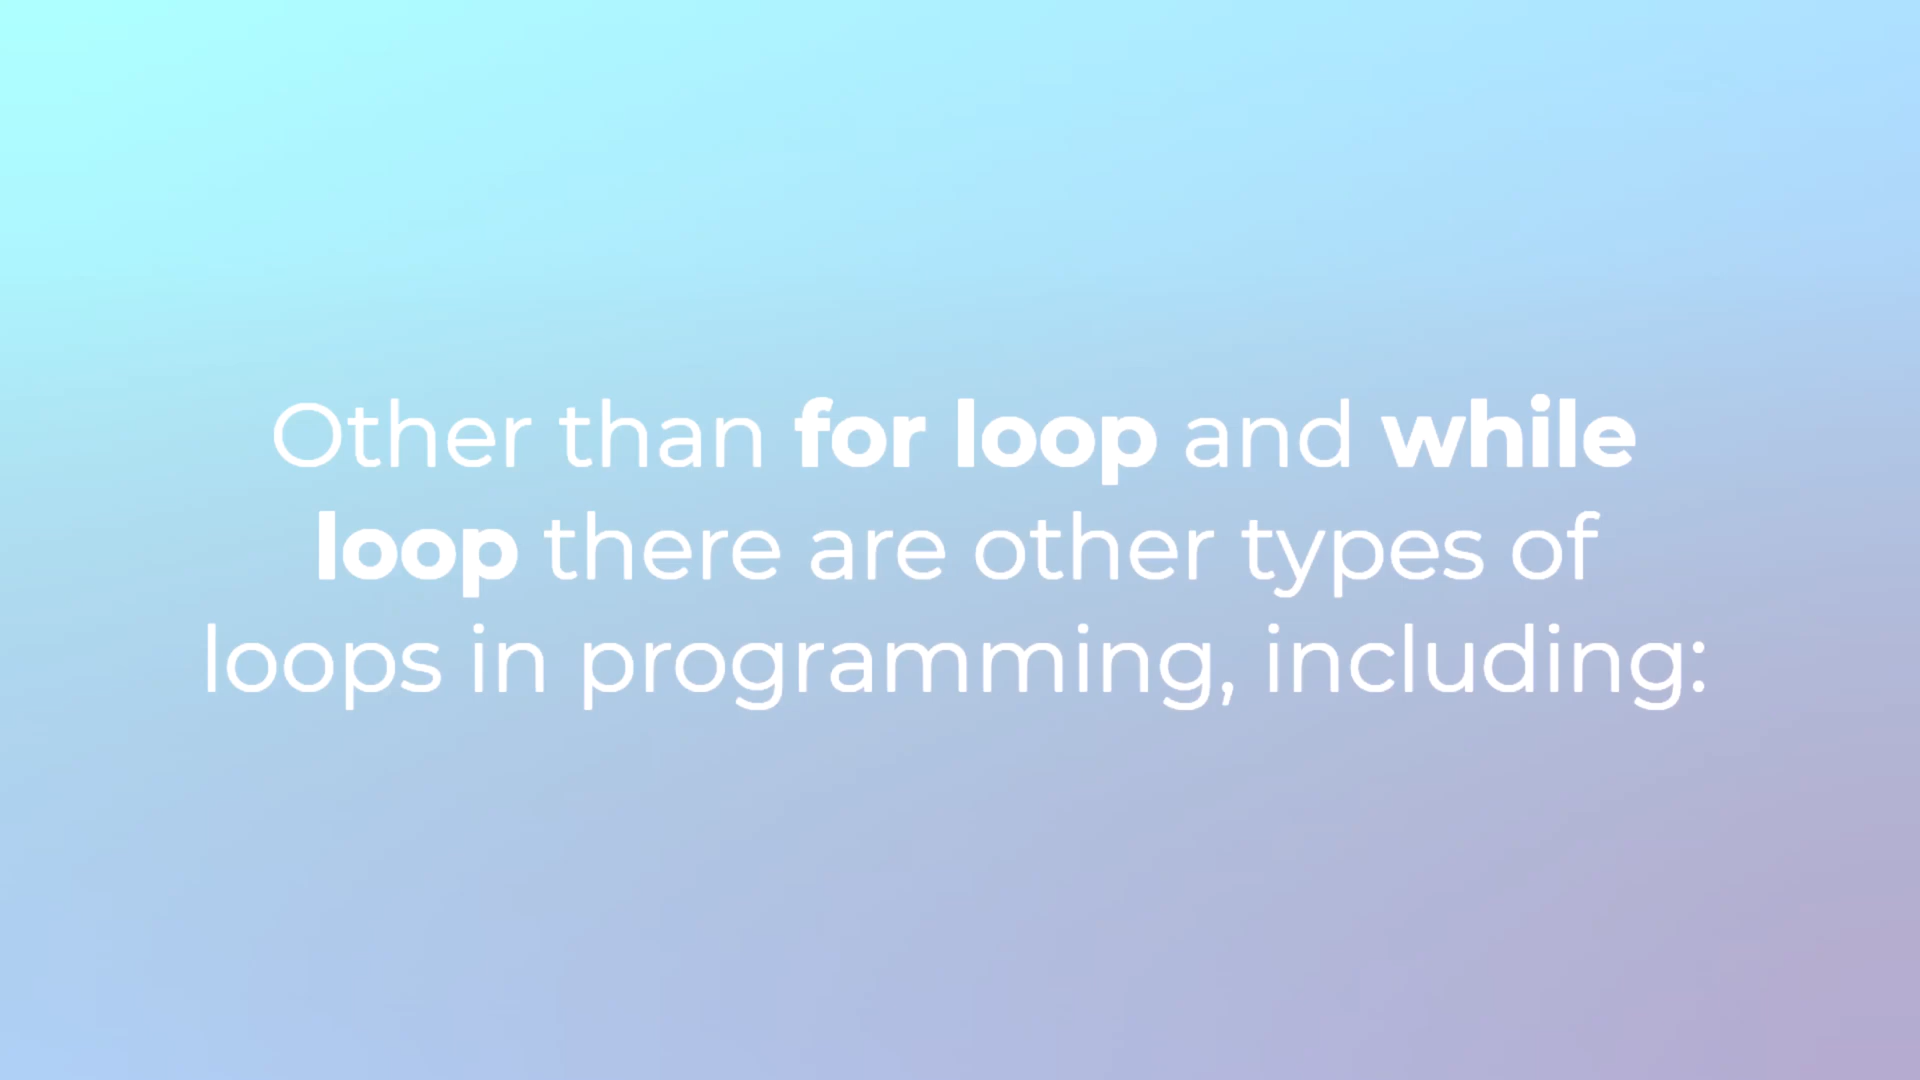 Other than for loop and while
loop there are other types of
loops in programming, including: